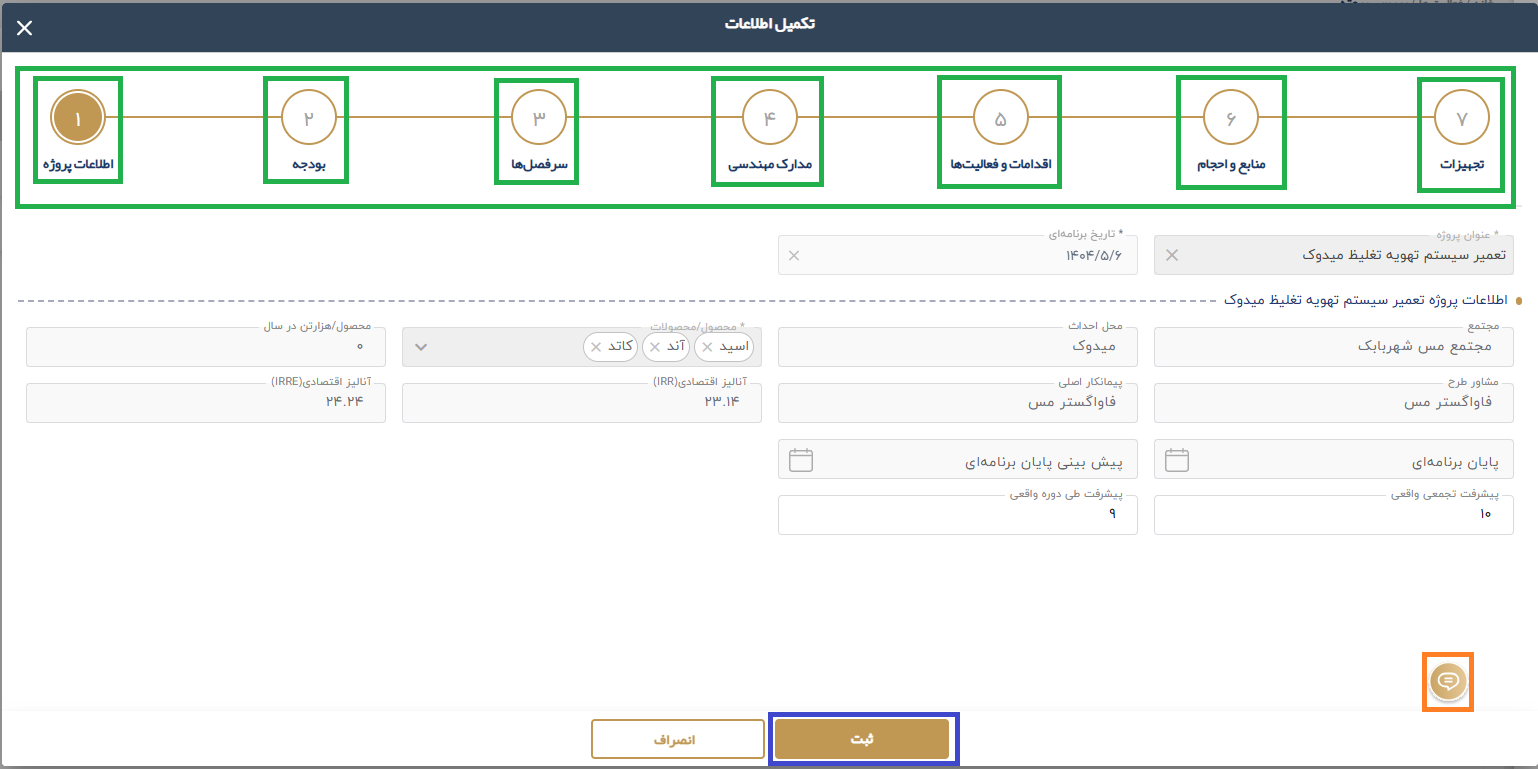 تکمیل اطلاعات
۱
۲
۳
۴
۵
۶
۷
اطلاعات پروژه
بودجه
سرفصل‌ها
مدارک مهندسی
اقدامات و فعالیت‌ها
منابع و احجام
تجهیزات
* عنوان پروژه
تعمیر سیستم تهویه تغلیظ میدوک
* تاریخ برنامه‌ای
۱۴۰۴/۵/۶
اطلاعات پروژه تعمیر سیستم تهویه تغلیظ میدوک
مجتمع
مجتمع مس شهربابک
محل احداث
میدوک
* محصول/محصولات
اسید
آند
کاتد
محصول/هزارتن در سال
۰
مشاور طرح
فاواگستر مس
پیمانکار اصلی
فاواگستر مس
آنالیز اقتصادی(IRR)
۲۳.۱۴
آنالیز اقتصادی(IRRE)
۲۴.۲۴
پایان برنامه‌ای
پیش بینی پایان برنامه‌ای
پیشرفت تجمعی واقعی
۱۰
پیشرفت طی دوره واقعی
۹
ثبت
انصراف